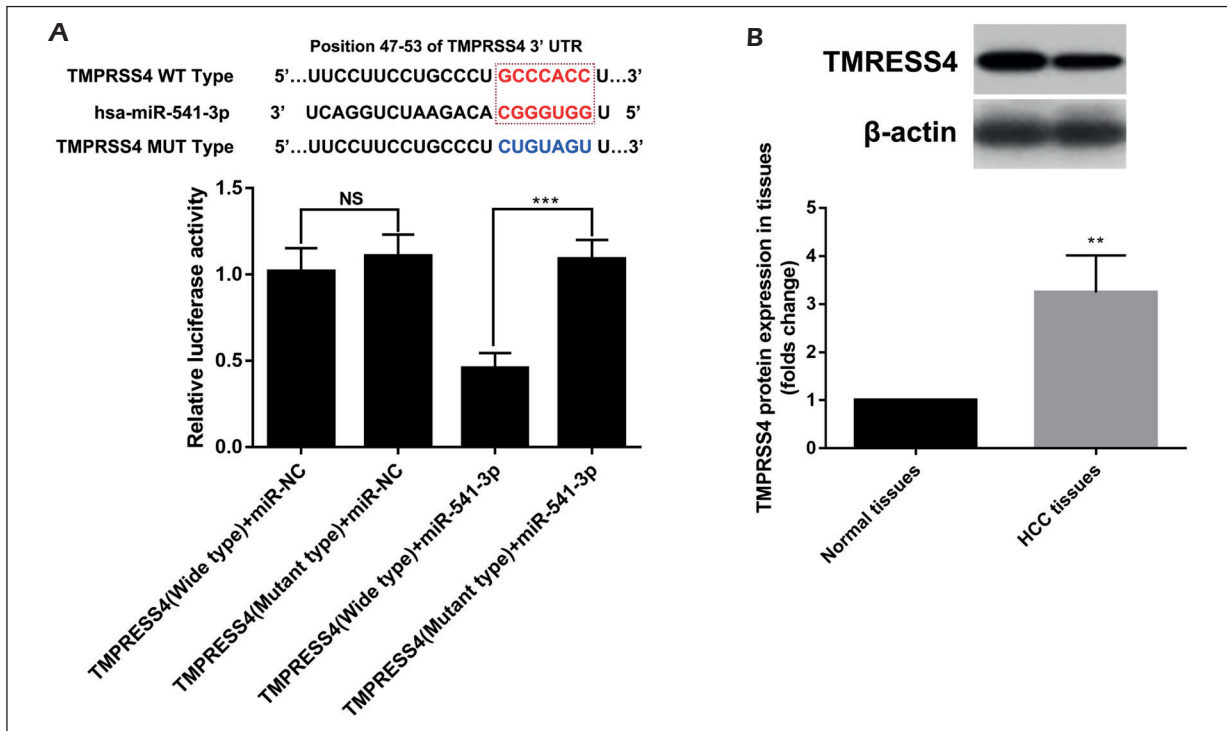 A
Position 47-53 of TMPRSS4 3’ UTR
TMPRSS4 WT Type 5’...UUCCUUCCUGCCCU GCCCACC U...3’
hsa-miR-541-3p 3’ UCAGGUCUAAGACA CGGGUGG U 5’
TMPRSS4 MUT Type 5’...UUCCUUCCUGCCCU CUGUAGU U...3’
Relative luciferase activity
1.5
1.0
0.5
0.0
NS
***
TMPRESS4(Wide type)+miR-NC
TMPRESS4(Mutant type)+miR-NC
TMPRESS4(Wide type)+miR-541-3p
TMPRESS4(Mutant type)+miR-541-3p
B
TMRESS4
β-actin
TMPRSS4 protein expression in tissues
(folds change)
5
4
3
2
1
0
**
Normal tissues
HCC tissues